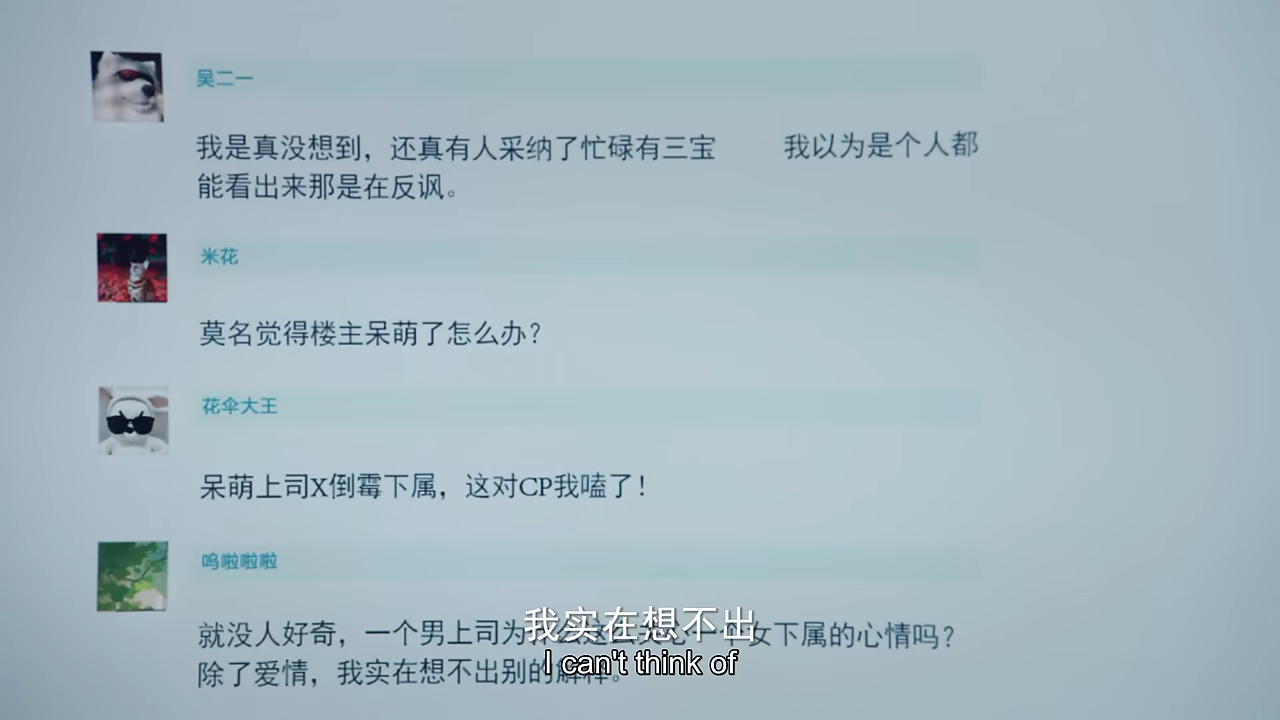 吴二一
我是真没想到，还真有人采纳了忙碌有三宝 我以为是个人都
能看出来那是在反讽。
米花
莫名觉得楼主呆萌了怎么办？
花伞大王
呆萌上司X倒霉下属，这对CP我嗑了！
呜啦啦啦
就没人好奇，一个男上司为 一个女下属的心情吗？
除了爱情，我实在想不出别的解释。
我实在想不出
I can't think of